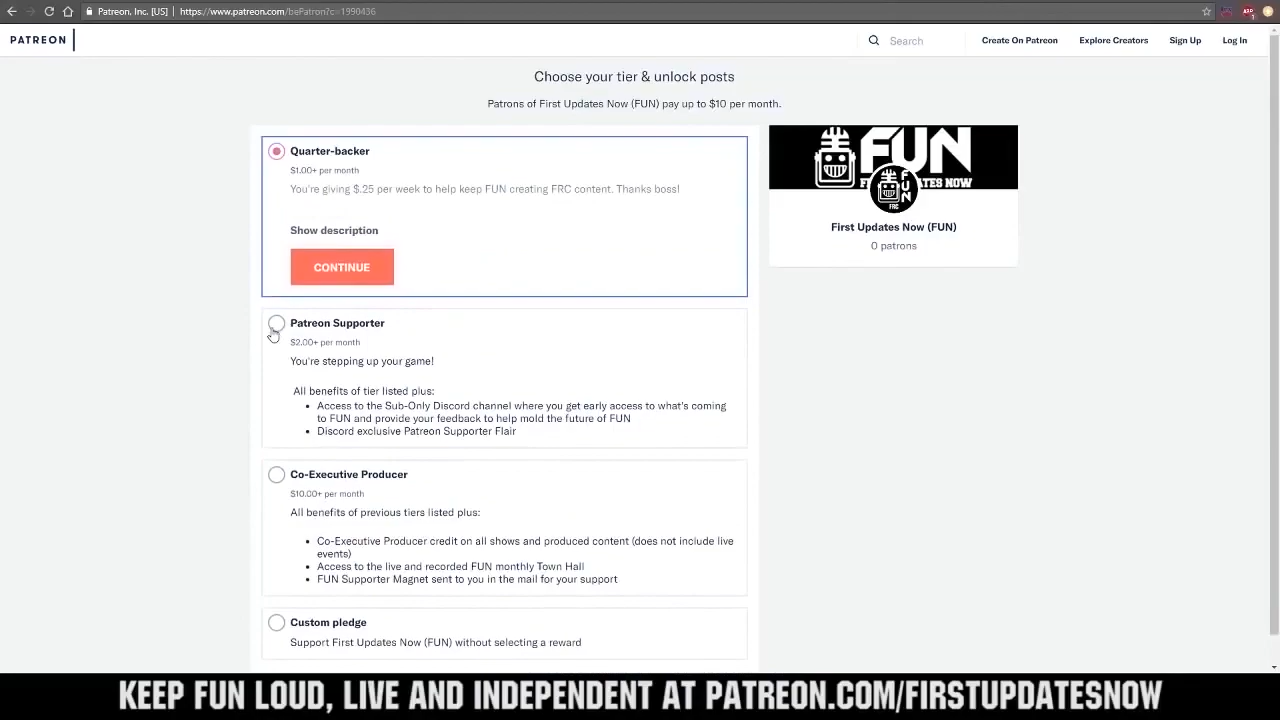 Patreon, Inc. [US] | https://www.patreon.com/bePatron?c=1990436
PATREON
Search
Create On Patreon
Explore Creators
Sign Up
Log In
Choose your tier & unlock posts
Patrons of First Updates Now (FUN) pay up to $10 per month.
Quarter-backer
$1.00+ per month
You're giving $.25 per week to help keep FUN creating FRC content. Thanks boss!
Show description
CONTINUE
FUN
FIRST UPDATES NOW
FUN
FRC
First Updates Now (FUN)
0 patrons
Patreon Supporter
$2.00+ per month
You're stepping up your game!
All benefits of tier listed plus:
• Access to the Sub-Only Discord channel where you get early access to what's coming
to FUN and provide your feedback to help mold the future of FUN
• Discord exclusive Patreon Supporter Flair
Co-Executive Producer
$10.00+ per month
All benefits of previous tiers listed plus:
• Co-Executive Producer credit on all shows and produced content (does not include live
events)
• Access to the live and recorded FUN monthly Town Hall
• FUN Supporter Magnet sent to you in the mail for your support
Custom pledge
Support First Updates Now (FUN) without selecting a reward
KEEP FUN LOUD, LIVE AND INDEPENDENT AT PATREON.COM/FIRSTUPDATESNOW